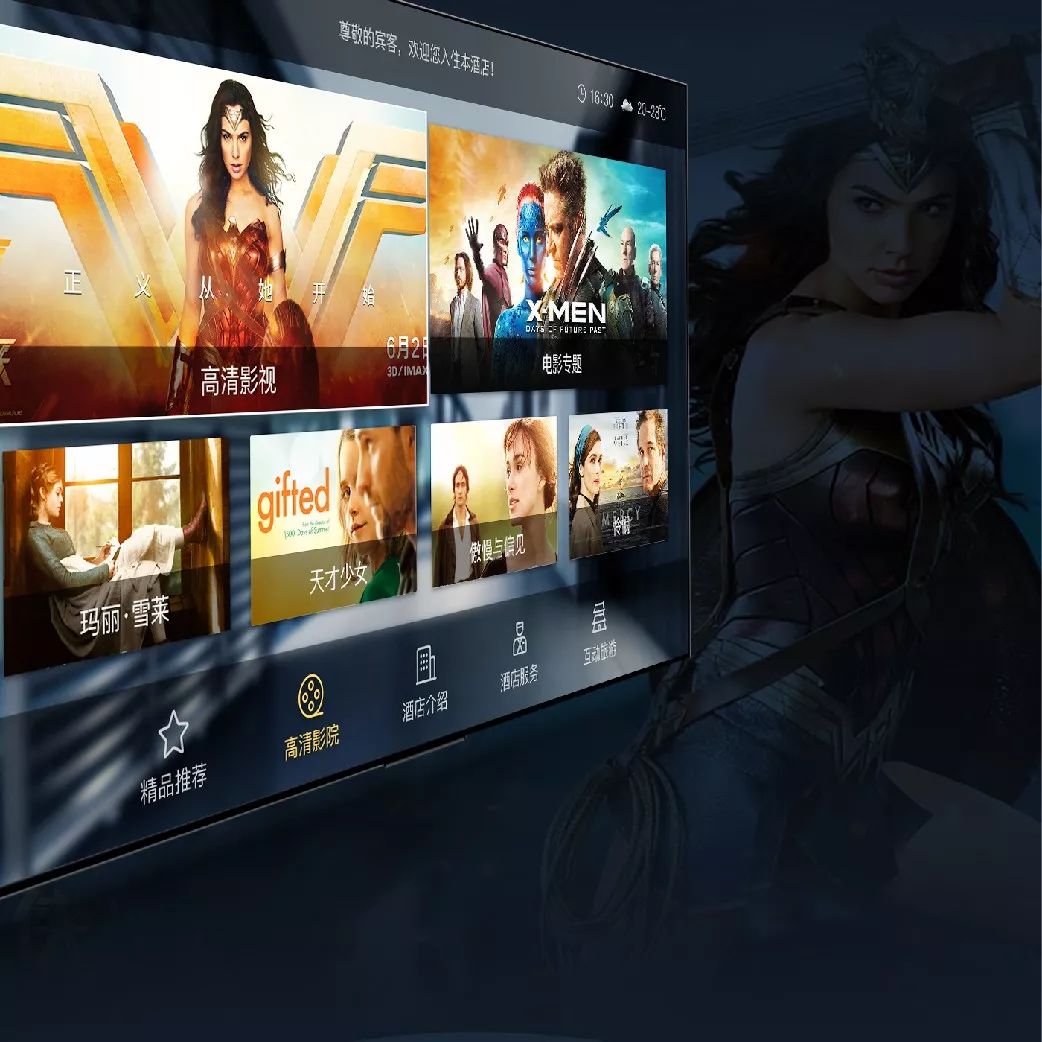 尊敬的宾客，欢迎您入住本酒店！
16:30
20-28℃
正义从她开始
6月2日
3D/IMAX
高清影视
X-MEN
DAYS OF FUTURE PAST
电影专题
玛丽·雪莱
gifted
天才少女
傲慢与偏见
MERCY
怜悯
精品推荐
高清影院
酒店介绍
酒店服务
互动旅游